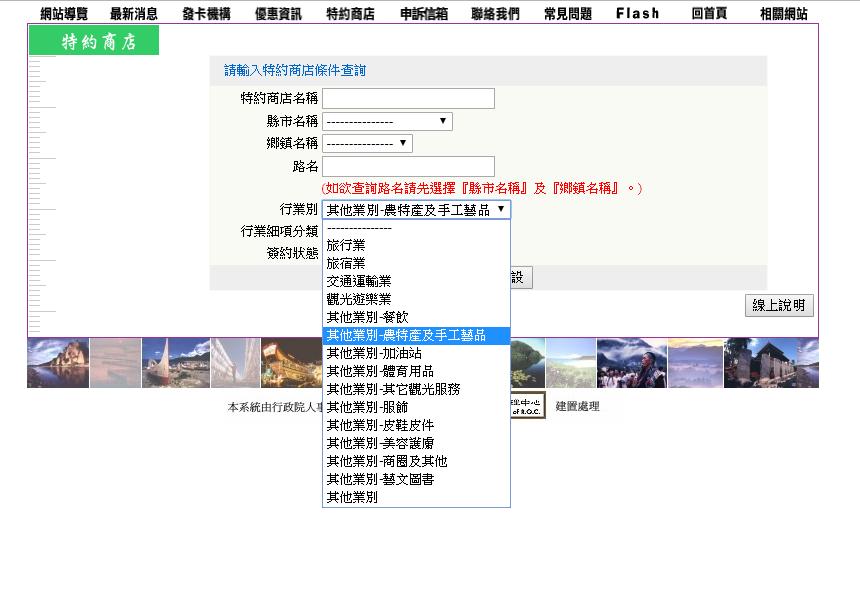 網站導覽 最新消息 發卡機構 優惠資訊 特約商店 申訴信箱 聯絡我們 常見問題 Flash 回首頁 相關網站
特約商店
請輸入特約商店條件查詢
特約商店名稱
縣市名稱 ---------------
鄉鎮名稱 ---------------
路名
(如欲查詢路名請先選擇『縣市名稱』及『鄉鎮名稱』。)
行業別 其他業別-農特產及手工藝品
行業細項分類
簽約狀態
---------------
旅行業
旅宿業
交通運輸業
觀光遊樂業
其他業別-餐飲
其他業別-農特產及手工藝品
其他業別-加油站
其他業別-體育用品
其他業別-其它觀光服務
其他業別-服飾
其他業別-皮鞋皮件
其他業別-美容護膚
其他業別-商圈及其他
其他業別-藝文圖書
其他業別
設
線上說明
本系統由行政院人事
中心
of R.O.C.
建置處理